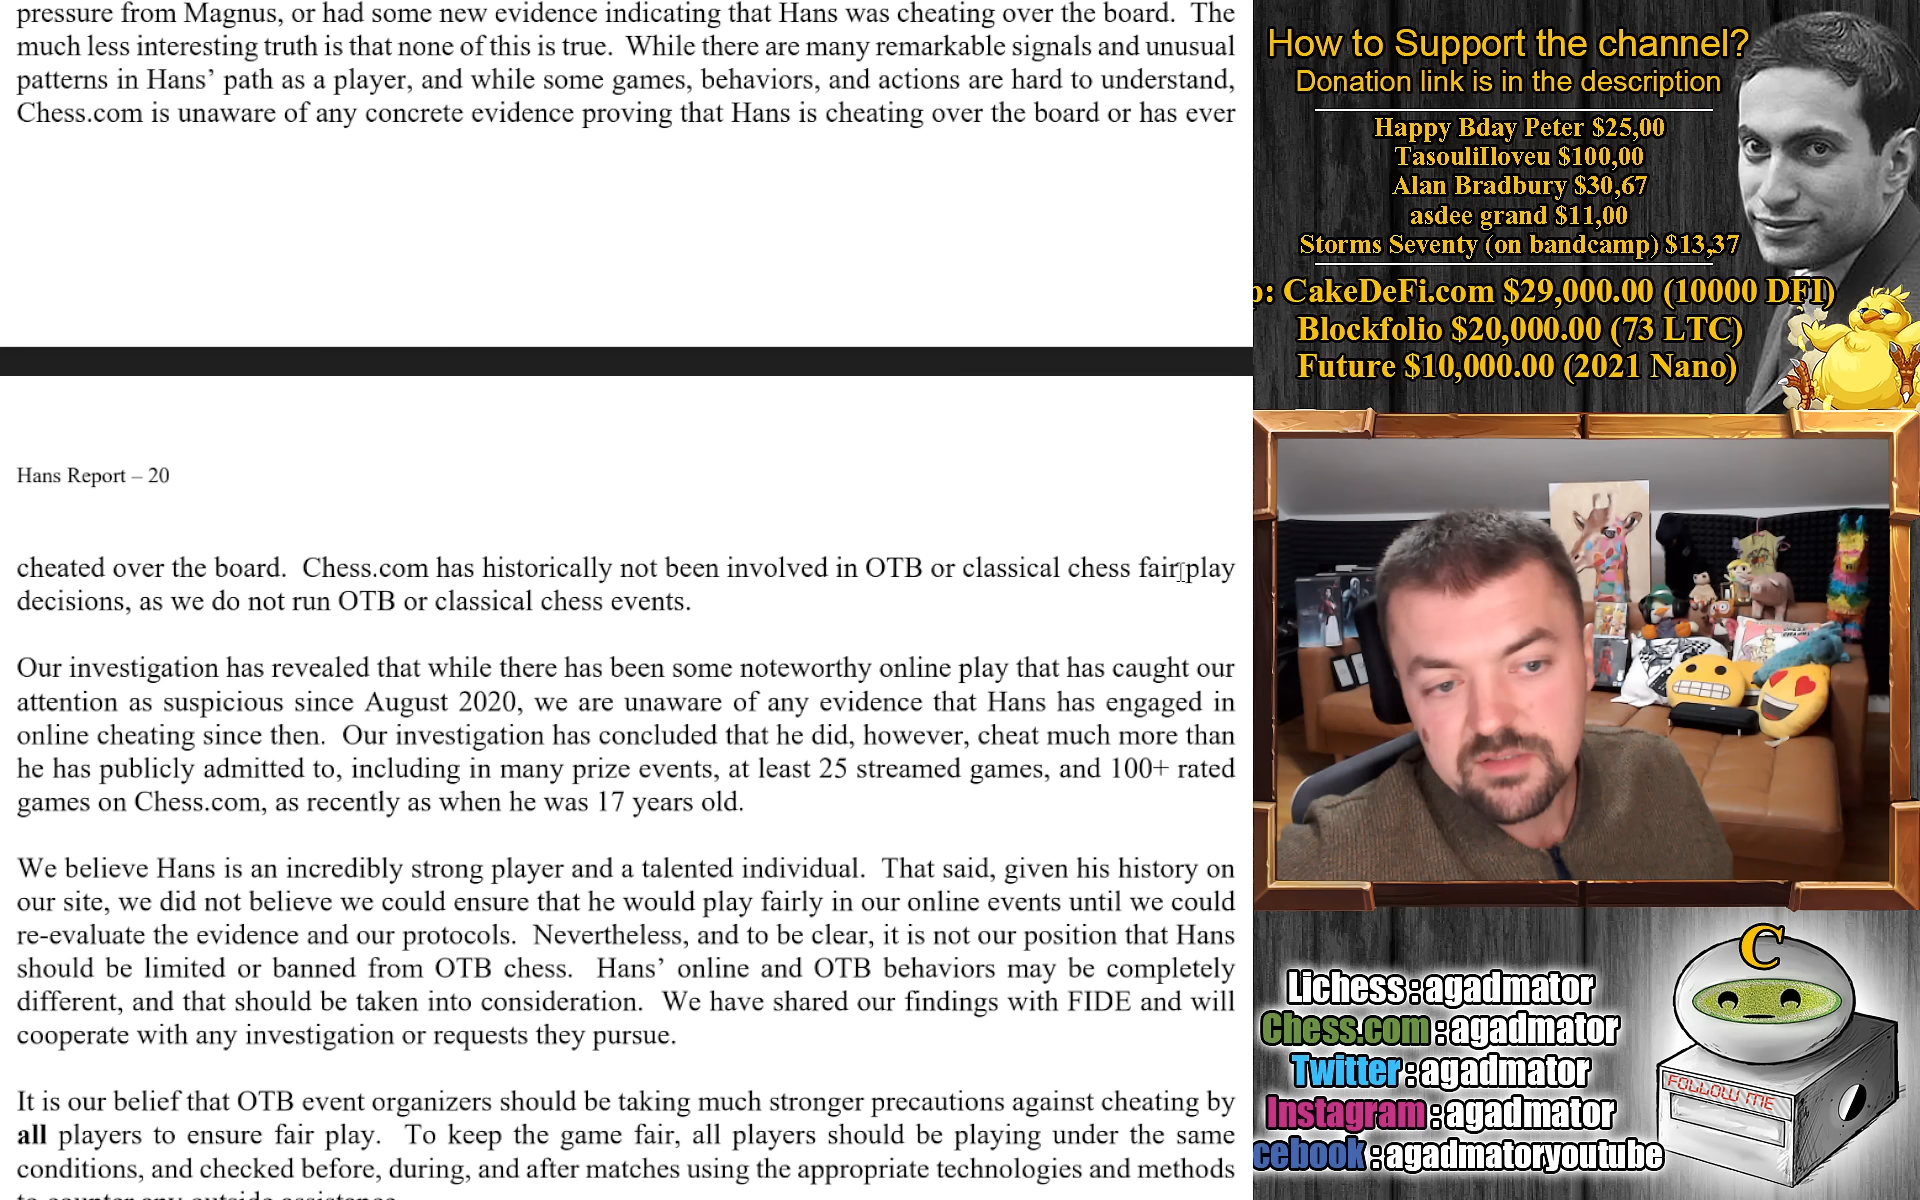 pressure from Magnus, or had some new evidence indicating that Hans was cheating over the board. The
much less interesting truth is that none of this is true. While there are many remarkable signals and unusual
patterns in Hans’ path as a player, and while some games, behaviors, and actions are hard to understand,
Chess.com is unaware of any concrete evidence proving that Hans is cheating over the board or has ever
Hans Report – 20
cheated over the board. Chess.com has historically not been involved in OTB or classical chess fair play
decisions, as we do not run OTB or classical chess events.
Our investigation has revealed that while there has been some noteworthy online play that has caught our
attention as suspicious since August 2020, we are unaware of any evidence that Hans has engaged in
online cheating since then. Our investigation has concluded that he did, however, cheat much more than
he has publicly admitted to, including in many prize events, at least 25 streamed games, and 100+ rated
games on Chess.com, as recently as when he was 17 years old.
We believe Hans is an incredibly strong player and a talented individual. That said, given his history on
our site, we did not believe we could ensure that he would play fairly in our online events until we could
re-evaluate the evidence and our protocols. Nevertheless, and to be clear, it is not our position that Hans
should be limited or banned from OTB chess. Hans’ online and OTB behaviors may be completely
different, and that should be taken into consideration. We have shared our findings with FIDE and will
cooperate with any investigation or requests they pursue.
It is our belief that OTB event organizers should be taking much stronger precautions against cheating by
all players to ensure fair play. To keep the game fair, all players should be playing under the same
conditions, and checked before, during, and after matches using the appropriate technologies and methods
How to Support the channel?
Donation link is in the description
Happy Bday Peter $25,00
TasouliIloveu $100,00
Alan Bradbury $30,67
asdee grand $11,00
Storms Seventy (on bandcamp) $13,37
: CakeDeFi.com $29,000.00 (10000 DFI)
Blockfolio $20,000.00 (73 LTC)
Future $10,000.00 (2021 Nano)
C
Lichess:agadmator
Chess.com:agadmator
Twitter:agadmator
Instagram:agadmator
cebook:agadmatoryoutube
FOLLOW ME